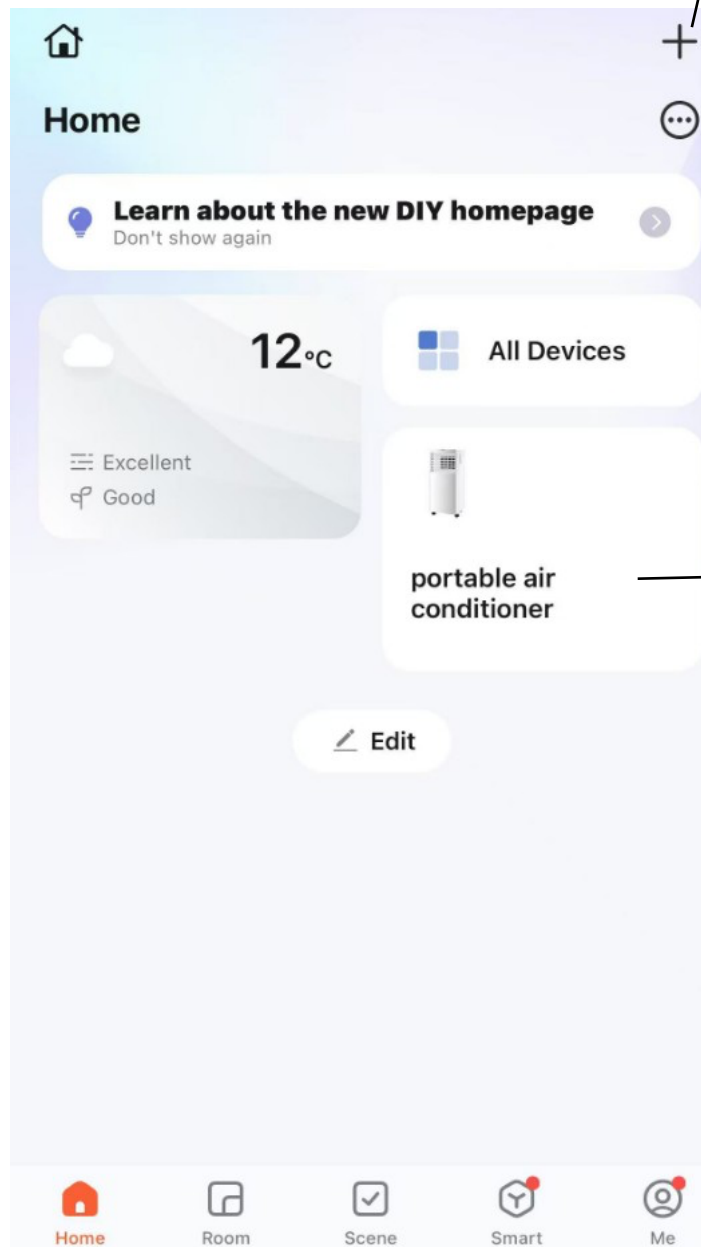 Home
Learn about the new DIY homepage
Don't show again
12°C
All Devices
Excellent
Good
portable air
conditioner
Edit
Home
Room
Scene
Smart
Me